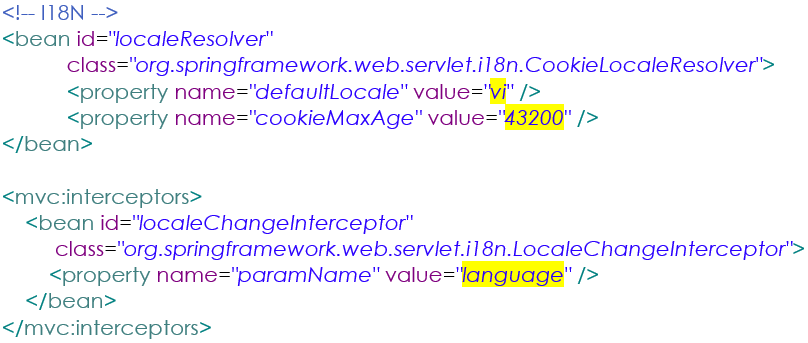 <!-- I18N -->
<bean id="localeResolver"
class="org.springframework.web.servlet.i18n.CookieLocaleResolver">
<property name="defaultLocale" value="vi" />
<property name="cookieMaxAge" value="43200" />
</bean>
<mvc:interceptors>
<bean id="localeChangeInterceptor"
class="org.springframework.web.servlet.i18n.LocaleChangeInterceptor">
<property name="paramName" value="language" />
</bean>
</mvc:interceptors>